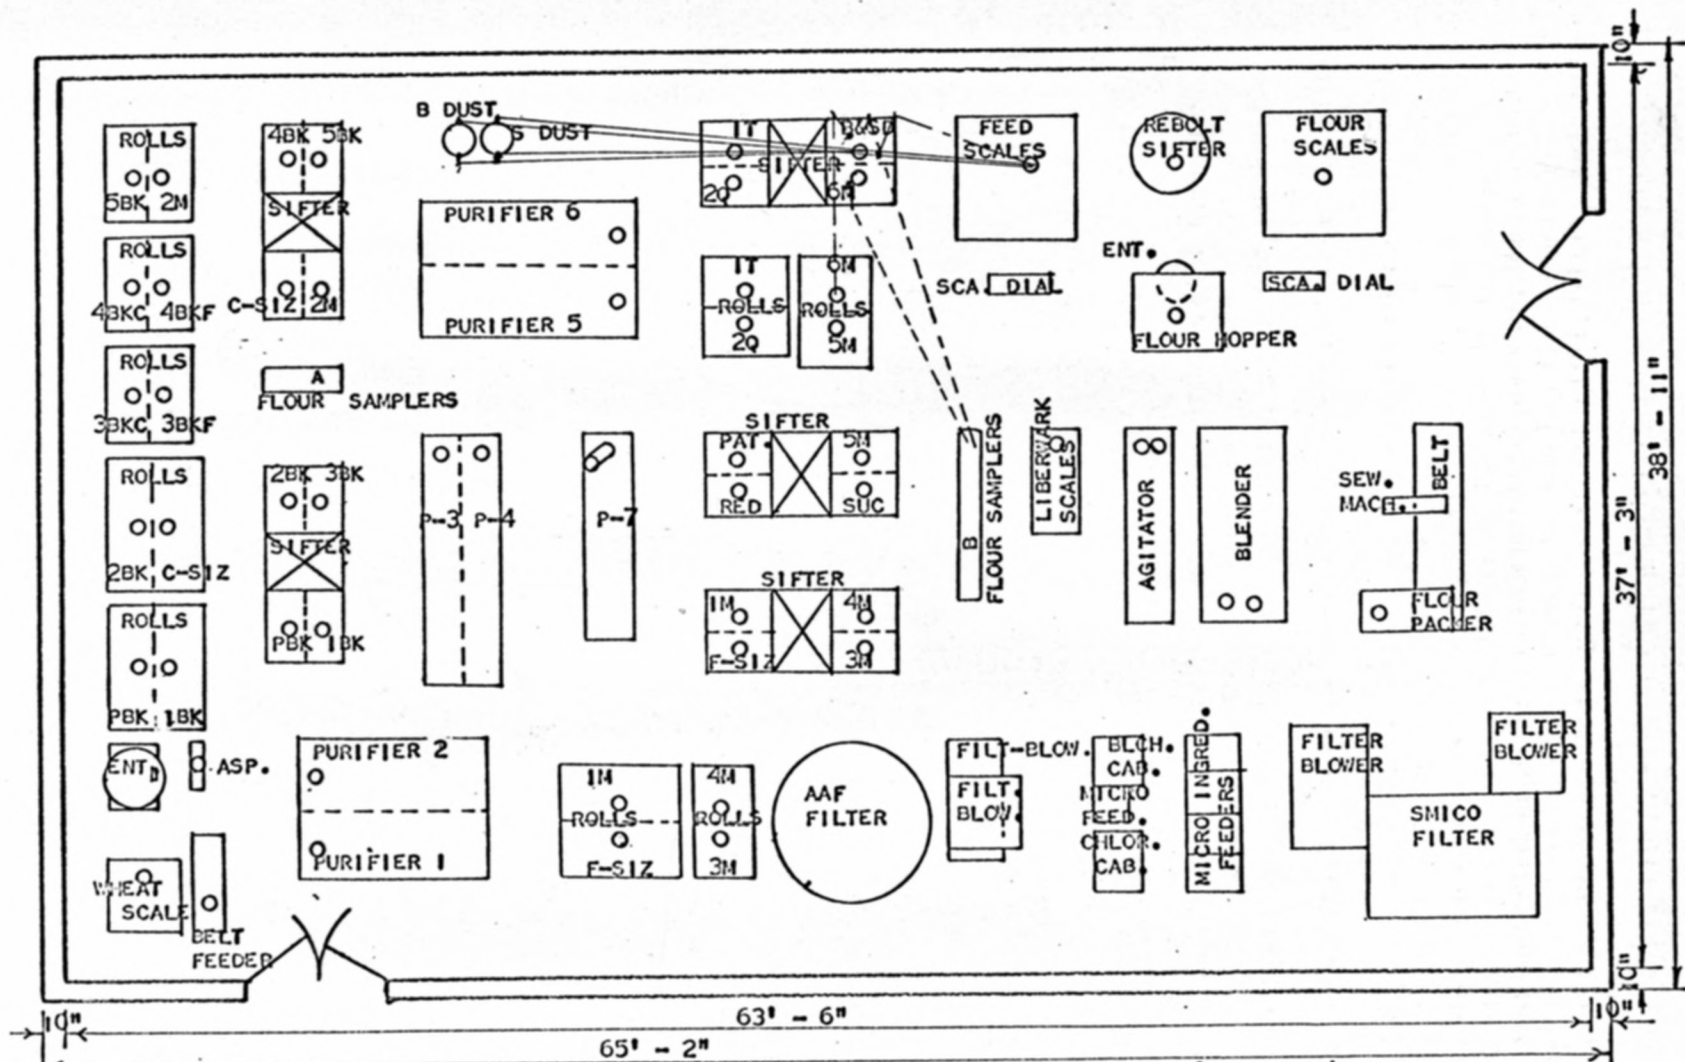 10"
B DUST
S DUST
ROLLS
5BK 2M
4BK 5BK
SIFTER
C-SIZ 2M
PURIFIER 6
PURIFIER 5
1T
B&SD
SIFTER
2Q
6M
FEED
SCALES
REBOLT
SIFTER
FLOUR
SCALES
ROLLS
4BKC 4BKF
1T
ROLLS
2Q
6M
ROLLS
5M
SCA. DIAL
ENT.
FLOUR HOPPER
SCA. DIAL
ROLLS
3BKC 3BKF
A
FLOUR SAMPLERS
38' - 11"
37' - 3"
ROLLS
2BK C-SIZ
2BK 3BK
SIFTER
PBK 1BK
P-3 P-4
P-7
SIFTER
PAT. 5M
RED SUC
B
FLOUR SAMPLERS
LIBERWARK
SCALES
AGITATOR
BLENDER
SEW.
MACH.
BELT
FLOUR
PACKER
ROLLS
PBK 1BK
SIFTER
1M 4M
F-SIZ 3M
ENT.
ASP.
PURIFIER 2
PURIFIER 1
1M
ROLLS
F-SIZ
4M
ROLLS
3M
AAF
FILTER
FILT-BLOW.
FILT.
BLOW.
BLCH.
CAB.
MICRO
FEED.
CHLOR.
CAB.
MICRO INGRED.
FEEDERS
FILTER
BLOWER
FILTER
BLOWER
SMICO
FILTER
WHEAT
SCALE
BELT
FEEDER
10"
10"
63' - 6"
10"
65' - 2"